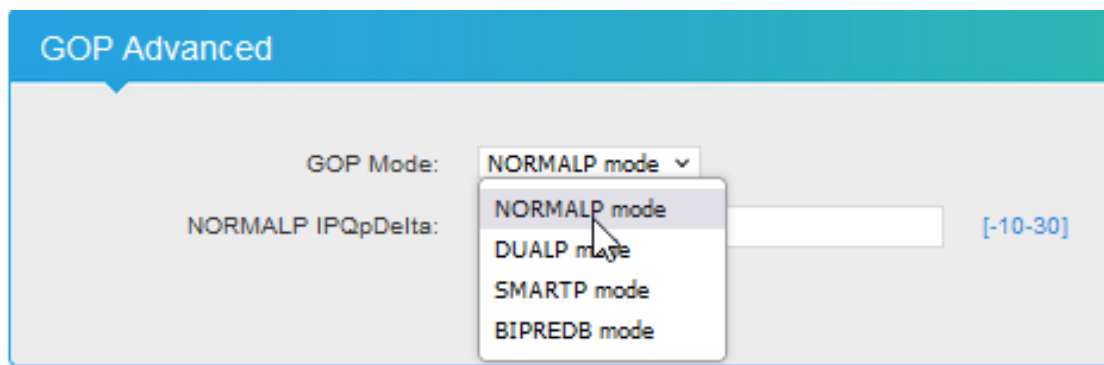 GOP Advanced
GOP Mode: NORMALP mode
NORMALP IPQpDelta: [-10-30]
NORMALP mode
DUALP mode
SMARTP mode
BIPREDB mode